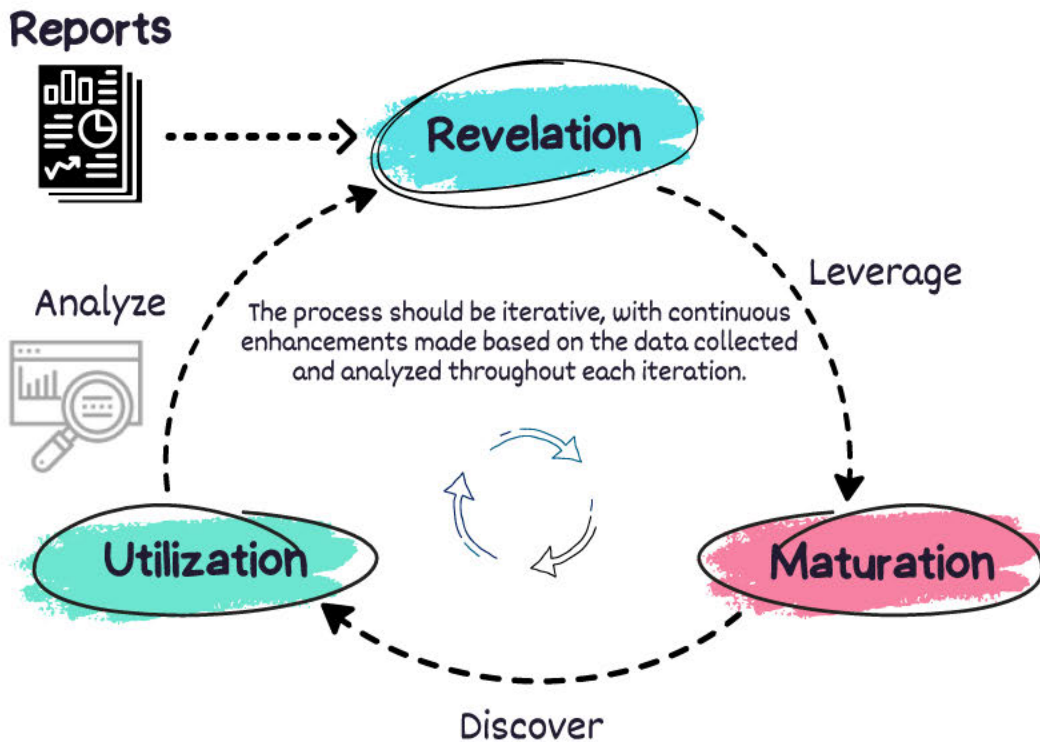 Reports
Revelation
Leverage
Analyze
The process should be iterative, with continuous
enhancements made based on the data collected
and analyzed throughout each iteration.
Utilization
Maturation
Discover